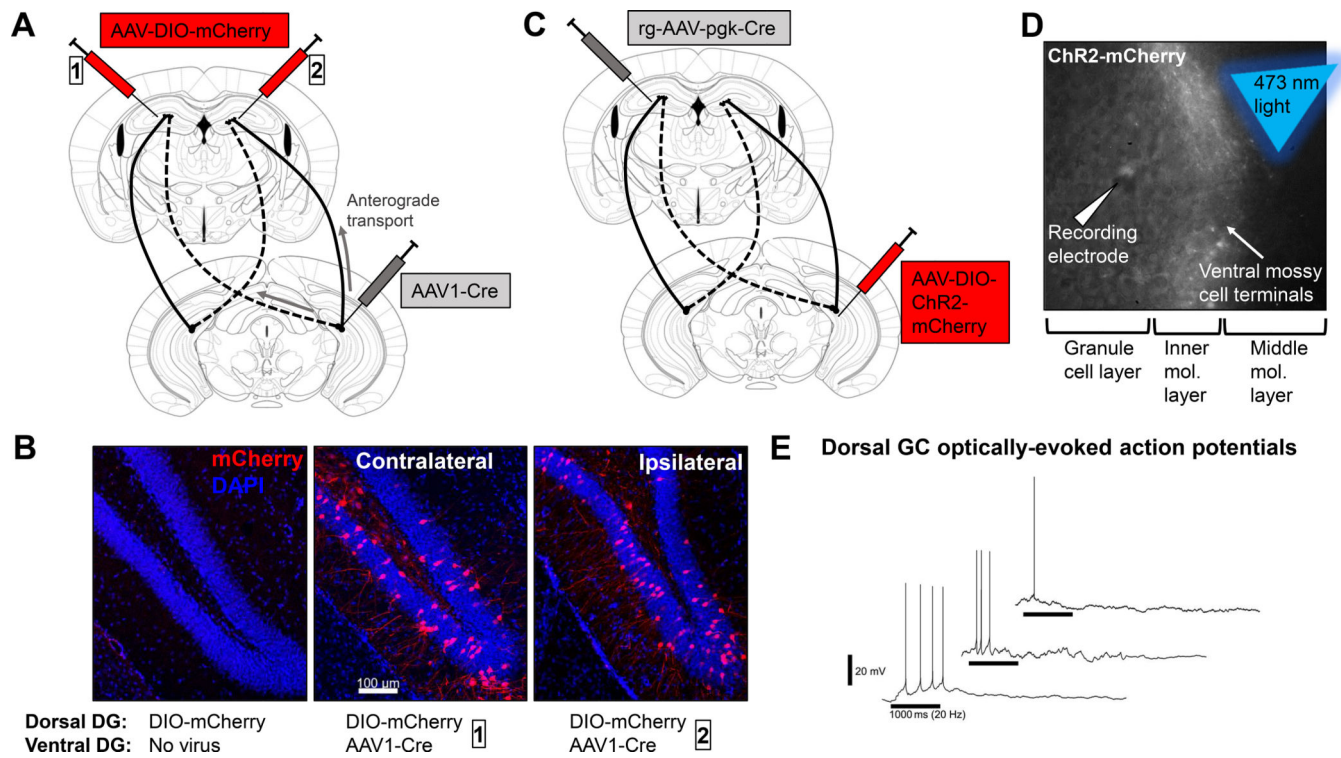 A
AAV-DIO-mCherry
1
2
Anterograde
transport
AAV1-Cre
C
rg-AAV-pgk-Cre
AAV-DIO-
ChR2-
mCherry
D
ChR2-mCherry
473 nm
light
Recording
electrode
Ventral mossy
cell terminals
Granule
cell layer
Inner
mol.
layer
Middle
mol.
layer
B
mCherry
DAPI
Contralateral
100 µm
Ipsilateral
Dorsal DG: DIO-mCherry DIO-mCherry DIO-mCherry
Ventral DG: No virus AAV1-Cre 1 AAV1-Cre 2
E Dorsal GC optically-evoked action potentials
20 mV
1000 ms (20 Hz)